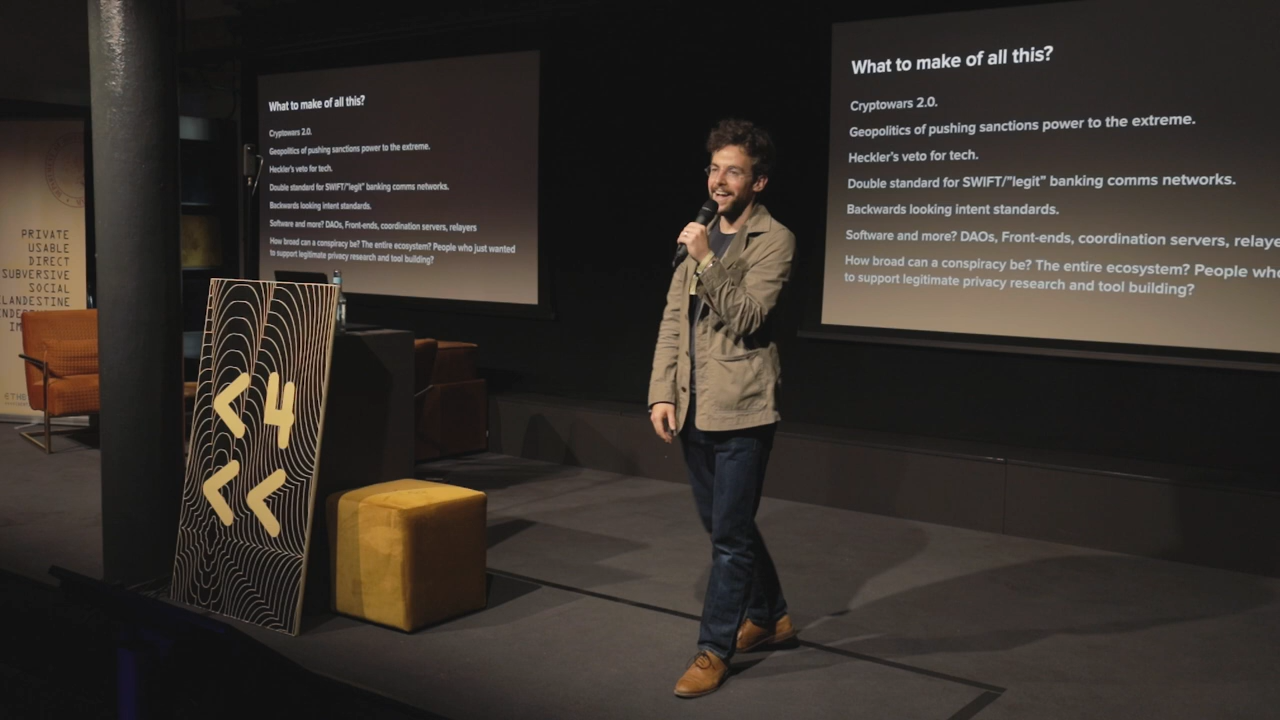 PRIVATE
USABLE
DIRECT
SUBVERSIVE
SOCIAL
CLANDESTINE
What to make of all this?
Cryptowars 2.0.
Geopolitics of pushing sanctions power to the extreme.
Heckler's veto for tech.
Double standard for SWIFT/"legit" banking comms networks.
Backwards looking intent standards.
Software and more? DAOs, Front-ends, coordination servers, relayers
How broad can a conspiracy be? The entire ecosystem? People who just wanted
to support legitimate privacy research and tool building?
<4
<<
What to make of all this?
Cryptowars 2.0.
Geopolitics of pushing sanctions power to the extreme.
Heckler's veto for tech.
Double standard for SWIFT/"legit" banking comms networks.
Backwards looking intent standards.
Software and more? DAOs, Front-ends, coordination servers, relaye
How broad can a conspiracy be? The entire ecosystem? People who
to support legitimate privacy research and tool building?